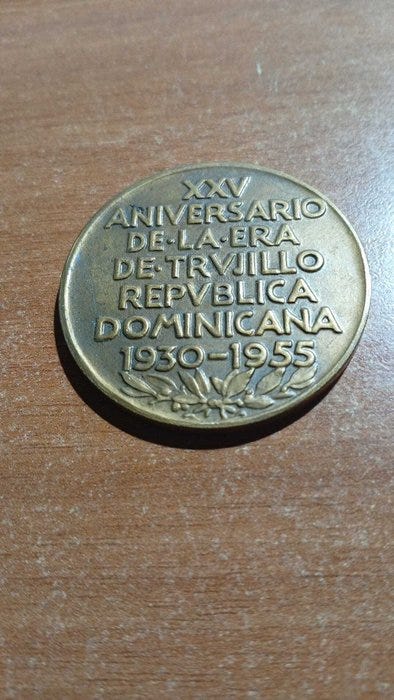 XXV
ANIVERSARIO
DE·LA·ERA
DE·TRVJILLO
REPVBLICA
DOMINICANA
1930-1955